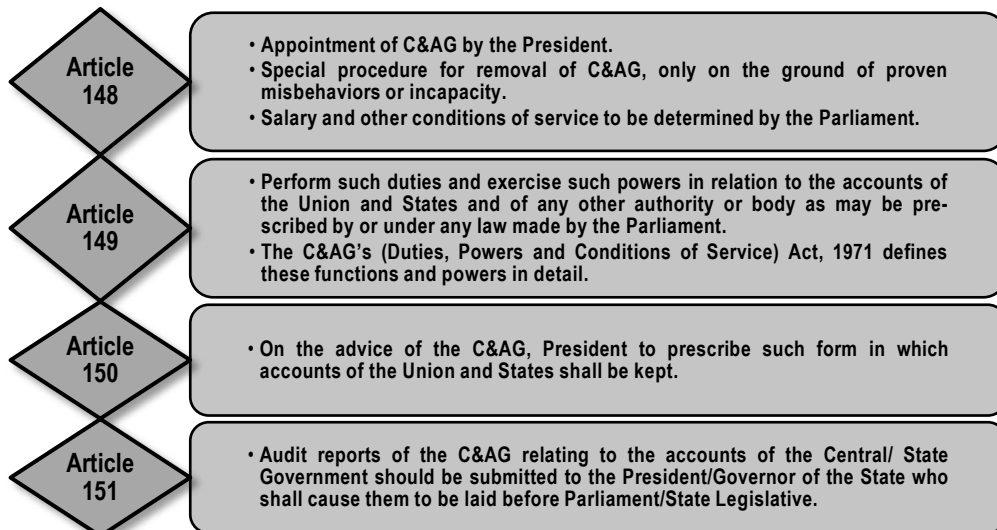 Article
148
• Appointment of C&AG by the President.
• Special procedure for removal of C&AG, only on the ground of proven
misbehaviors or incapacity.
• Salary and other conditions of service to be determined by the Parliament.
Article
149
• Perform such duties and exercise such powers in relation to the accounts of
the Union and States and of any other authority or body as may be pre-
scribed by or under any law made by the Parliament.
• The C&AG's (Duties, Powers and Conditions of Service) Act, 1971 defines
these functions and powers in detail.
Article
150
• On the advice of the C&AG, President to prescribe such form in which
accounts of the Union and States shall be kept.
Article
151
• Audit reports of the C&AG relating to the accounts of the Central/ State
Government should be submitted to the President/Governor of the State who
shall cause them to be laid before Parliament/State Legislative.